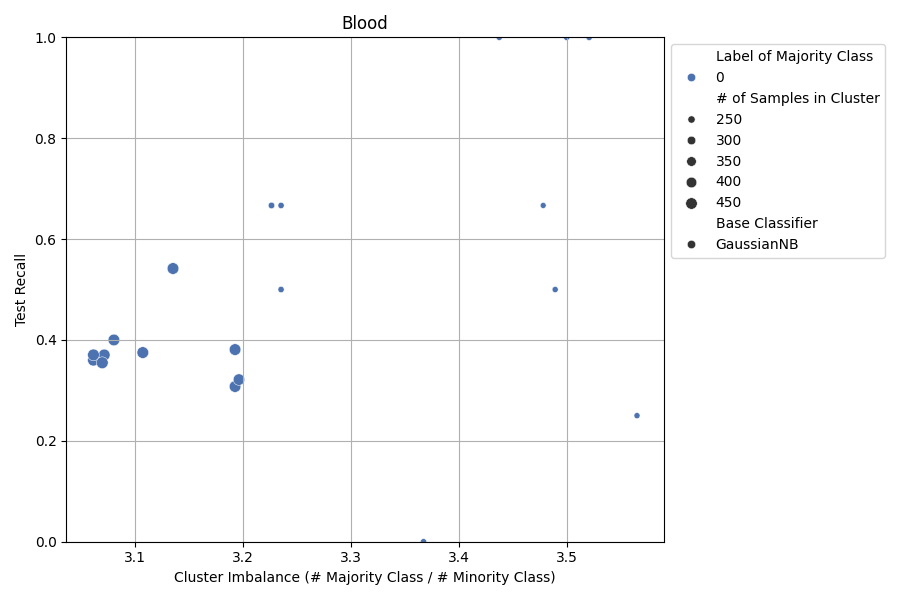 Blood
1.0
0.8
0.6
0.4
0.2
0.0
Test Recall
3.1
3.2
3.3
3.4
3.5
Cluster Imbalance (# Majority Class / # Minority Class)
Label of Majority Class
0
# of Samples in Cluster
250
300
350
400
450
Base Classifier
GaussianNB